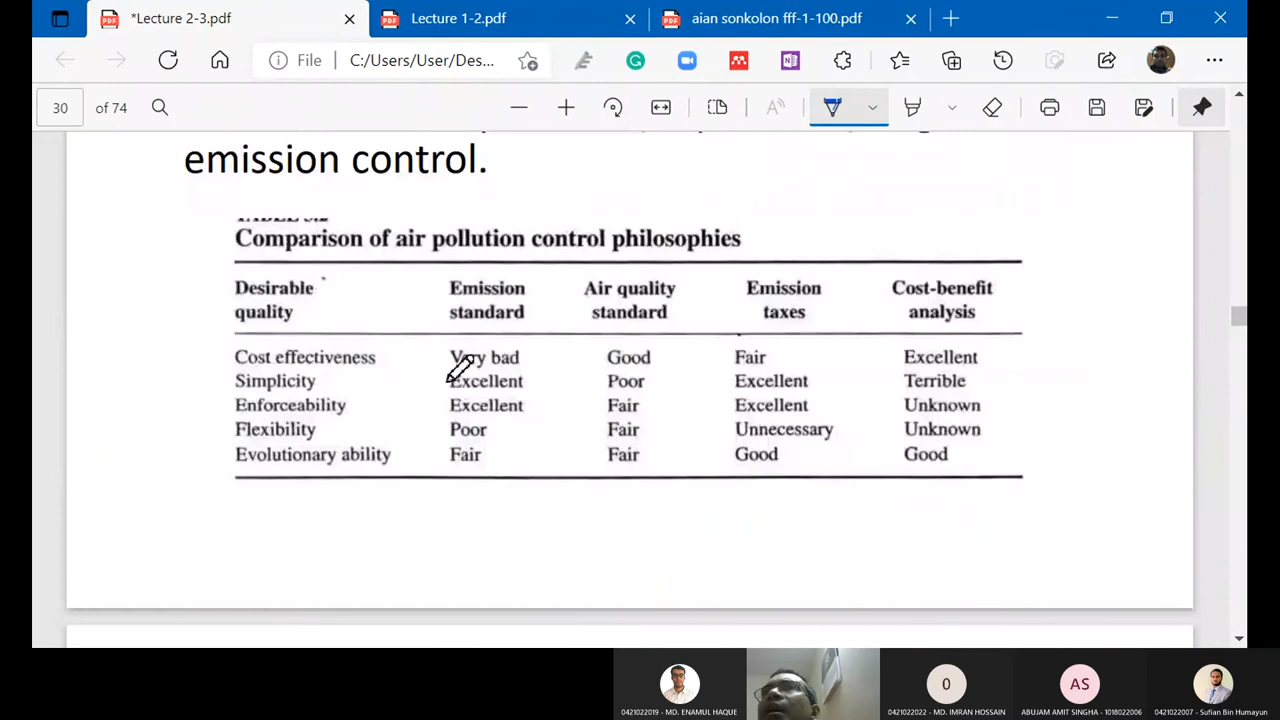 *Lecture 2-3.pdf
Lecture 1-2.pdf
aian sonkolon fff-1-100.pdf
File C:/Users/User/Des...
30 of 74
emission control.
Comparison of air pollution control philosophies
Desirable quality Emission standard Air quality standard Emission taxes Cost-benefit analysis
Cost effectiveness Very bad Good Fair Excellent
Simplicity Excellent Poor Excellent Terrible
Enforceability Excellent Fair Excellent Unknown
Flexibility Poor Fair Unnecessary Unknown
Evolutionary ability Fair Fair Good Good
0 AS
0421022019 - MD. ENAMUL HAQUE
0421022022 - MD. IMRAN HOSSAIN
ABUJAM AMIT SINGHA - 1018022006
0421022007 - Sufian Bin Humayun